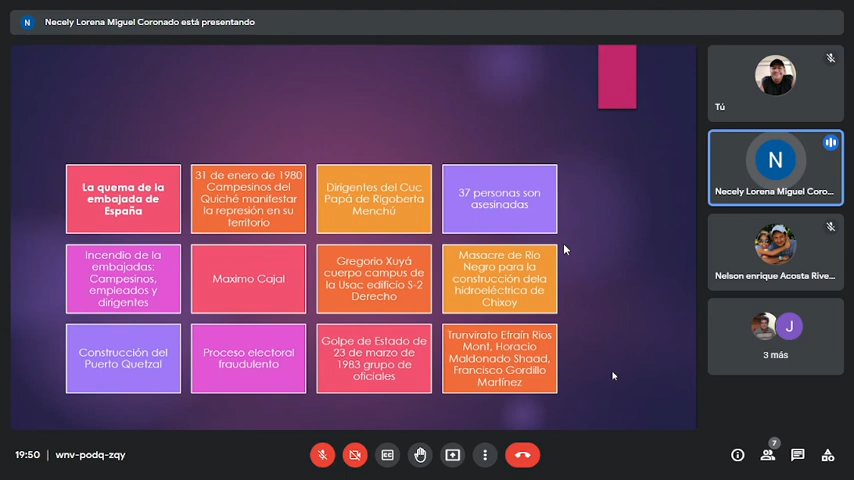 N
Necely Lorena Miguel Coronado está presentando
La quema de la
embajada de
España
31 de enero de 1980
Campesinos del
Quiché manifestar
la represión en su
territorio
Dirigentes del Cuc
Papá de Rigoberta
Menchú
37 personas son
asesinadas
Incendio de la
embajadas:
Campesinos,
empleados y
dirigentes
Maximo Cajal
Gregorio Xuyá
cuerpo campus de
la Usac edificio S-2
Derecho
Masacre de Rio
Negro para la
construcción dela
hidroeléctrica de
Chixoy
Construcción del
Puerto Quetzal
Proceso electoral
fraudulento
Golpe de Estado de
23 de marzo de
1983 grupo de
oficiales
Trunvirato Efraín Rios
Mont, Horacio
Maldonado Shaad,
Francisco Gordillo
Martínez
Tú
N
Necely Lorena Miguel Coro...
Nelson enrique Acosta Rive...
J
3 más
19:50 | wnv-podq-zqy
CC
7